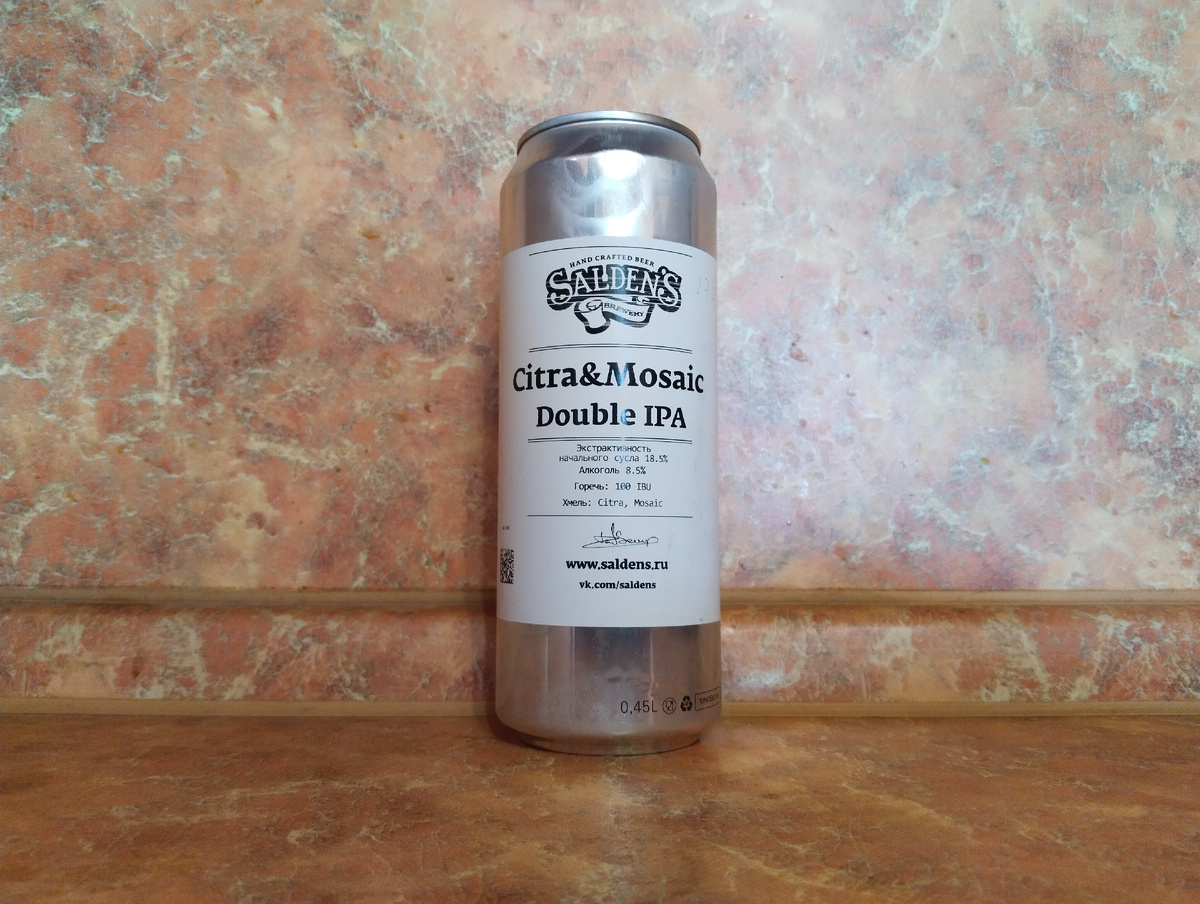 HAND CRAFTED BEER
SALDEN'S
BREWERY
Citra&Mosaic
Double IPA
Экстрактивность
начального сусла 18.5%
Алкоголь 8.5%
Горечь: 100 IBU
Хмель: Citra, Mosaic
www.saldens.ru
vk.com/saldens
0,45L